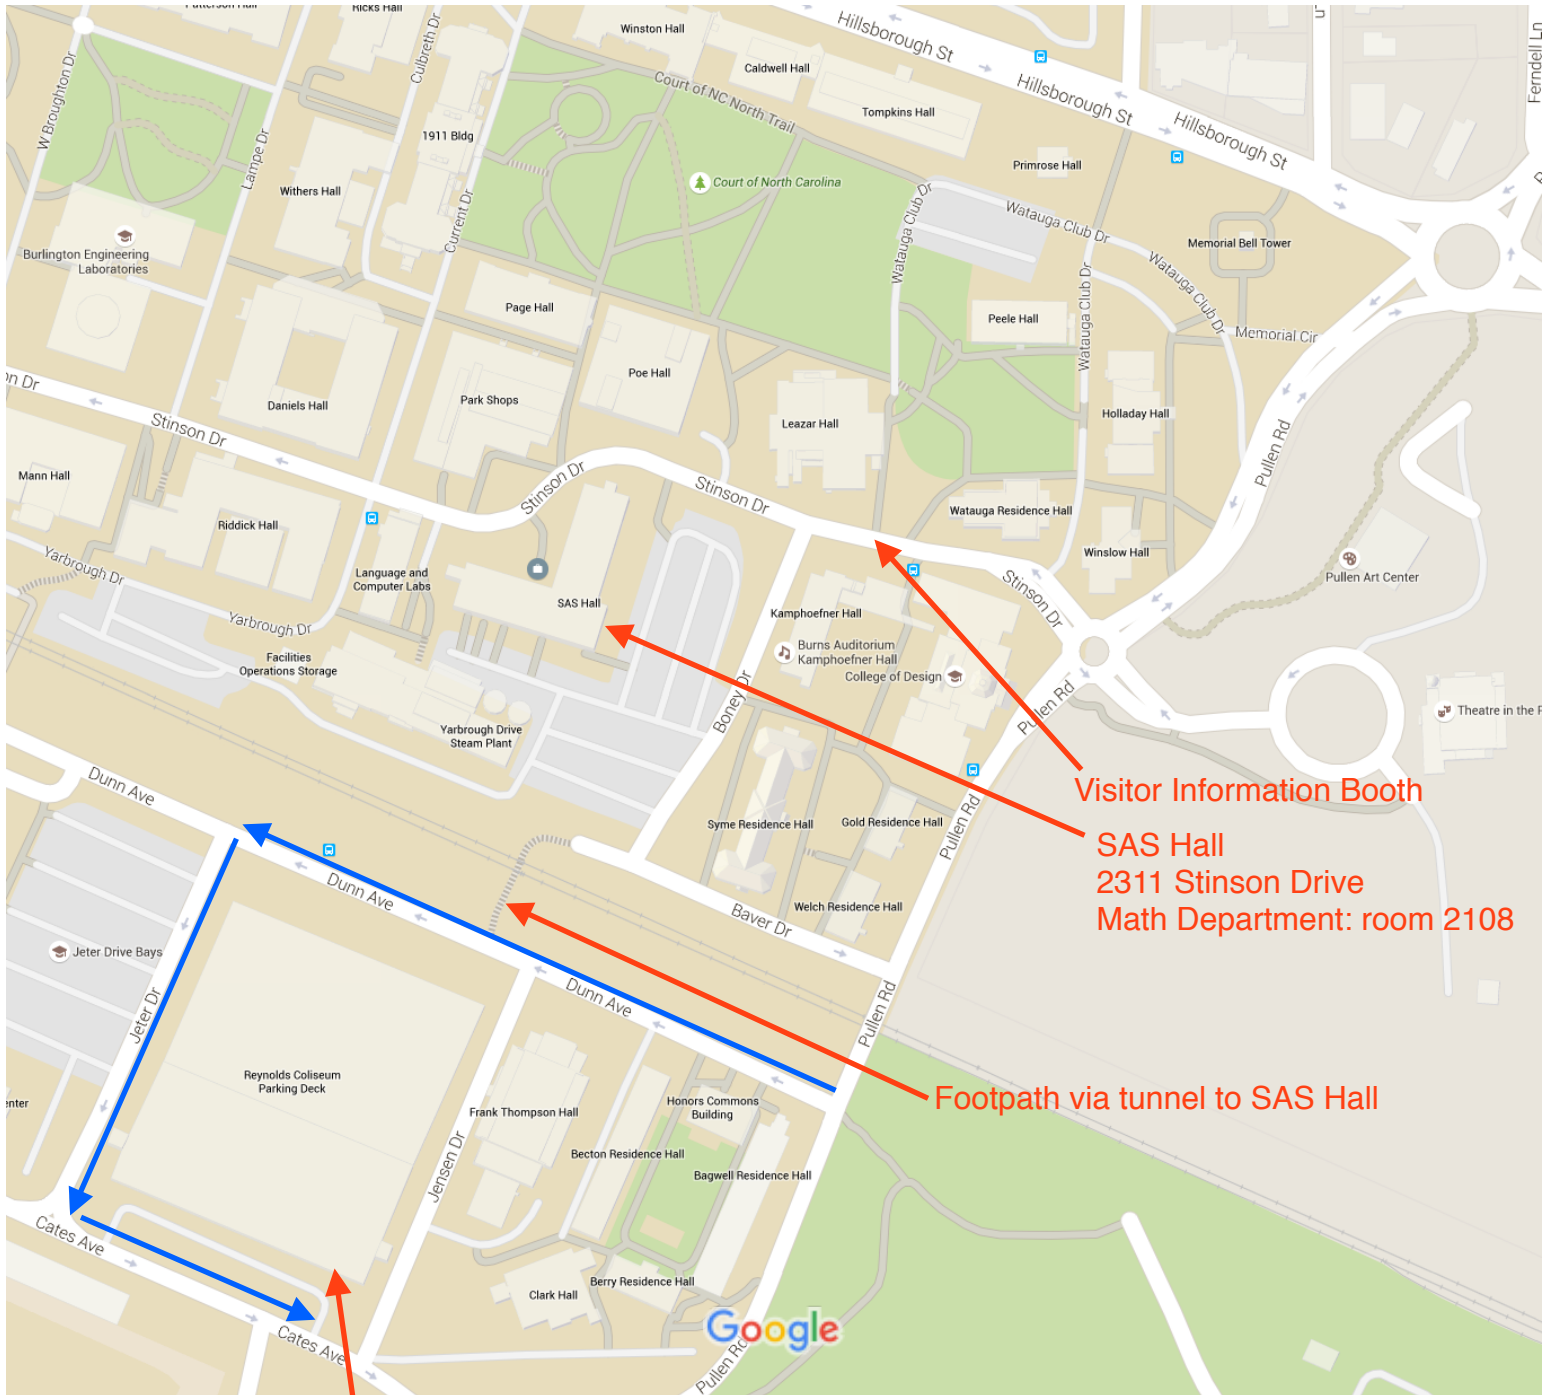 Ricks Hall
Winston Hall
Caldwell Hall
Tompkins Hall
Hillsborough St
Hillsborough St
Hillsborough St
Ferndell Ln
W Broughton Dr
Culbreth Dr
Lampe Dr
1911 Bldg
Withers Hall
Current Dr
Court of NC North Trail
Court of North Carolina
Primrose Hall
Watauga Club Dr
Watauga Club Dr
Watauga Club Dr
Watauga Club Dr
Memorial Bell Tower
Memorial Cir
Burlington Engineering
Laboratories
Page Hall
Peele Hall
Poe Hall
Park Shops
Daniels Hall
Leazar Hall
Holladay Hall
Pullen Rd
Stinson Dr
Stinson Dr
Stinson Dr
Stinson Dr
Mann Hall
Riddick Hall
Watauga Residence Hall
Winslow Hall
Pullen Art Center
Yarbrough Dr
Yarbrough Dr
Language and
Computer Labs
SAS Hall
Kamphoefner Hall
Burns Auditorium
Kamphoefner Hall
College of Design
Facilities
Operations Storage
Yarbrough Drive
Steam Plant
Boney Dr
Pullen Rd
Theatre in the
Visitor Information Booth
Dunn Ave
Syme Residence Hall
Gold Residence Hall
Pullen Rd
SAS Hall
2311 Stinson Drive
Math Department: room 2108
Dunn Ave
Welch Residence Hall
Baver Dr
Jeter Drive Bays
Jeter Dr
Dunn Ave
Pullen Rd
Reynolds Coliseum
Parking Deck
Footpath via tunnel to SAS Hall
Frank Thompson Hall
Honors Commons
Building
Becton Residence Hall
Bagwell Residence Hall
Jensen Dr
Cates Ave
Clark Hall
Berry Residence Hall
Google
Cates Ave
Pullen Rd